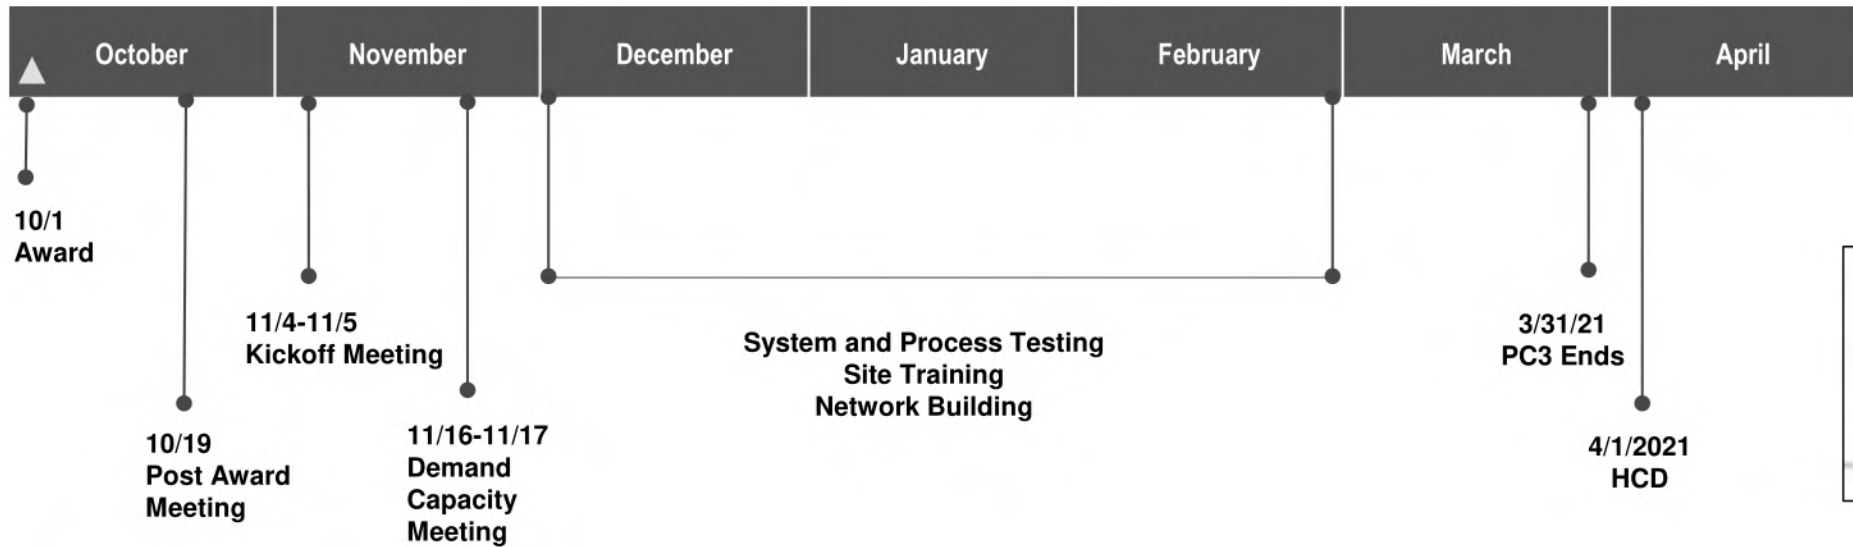 October
November
December
January
February
March
April
10/1
Award
10/19
Post Award
Meeting
11/4-11/5
Kickoff Meeting
11/16-11/17
Demand
Capacity
Meeting
System and Process Testing
Site Training
Network Building
3/31/21
PC3 Ends
4/1/2021
HCD